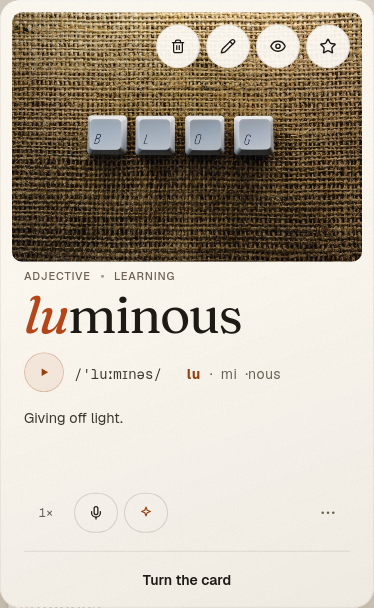 B L O G
ADJECTIVE • LEARNING
luminous
/ˈluːmɪnəs/ lu · mi ·nous
Giving off light.
1×
Turn the card